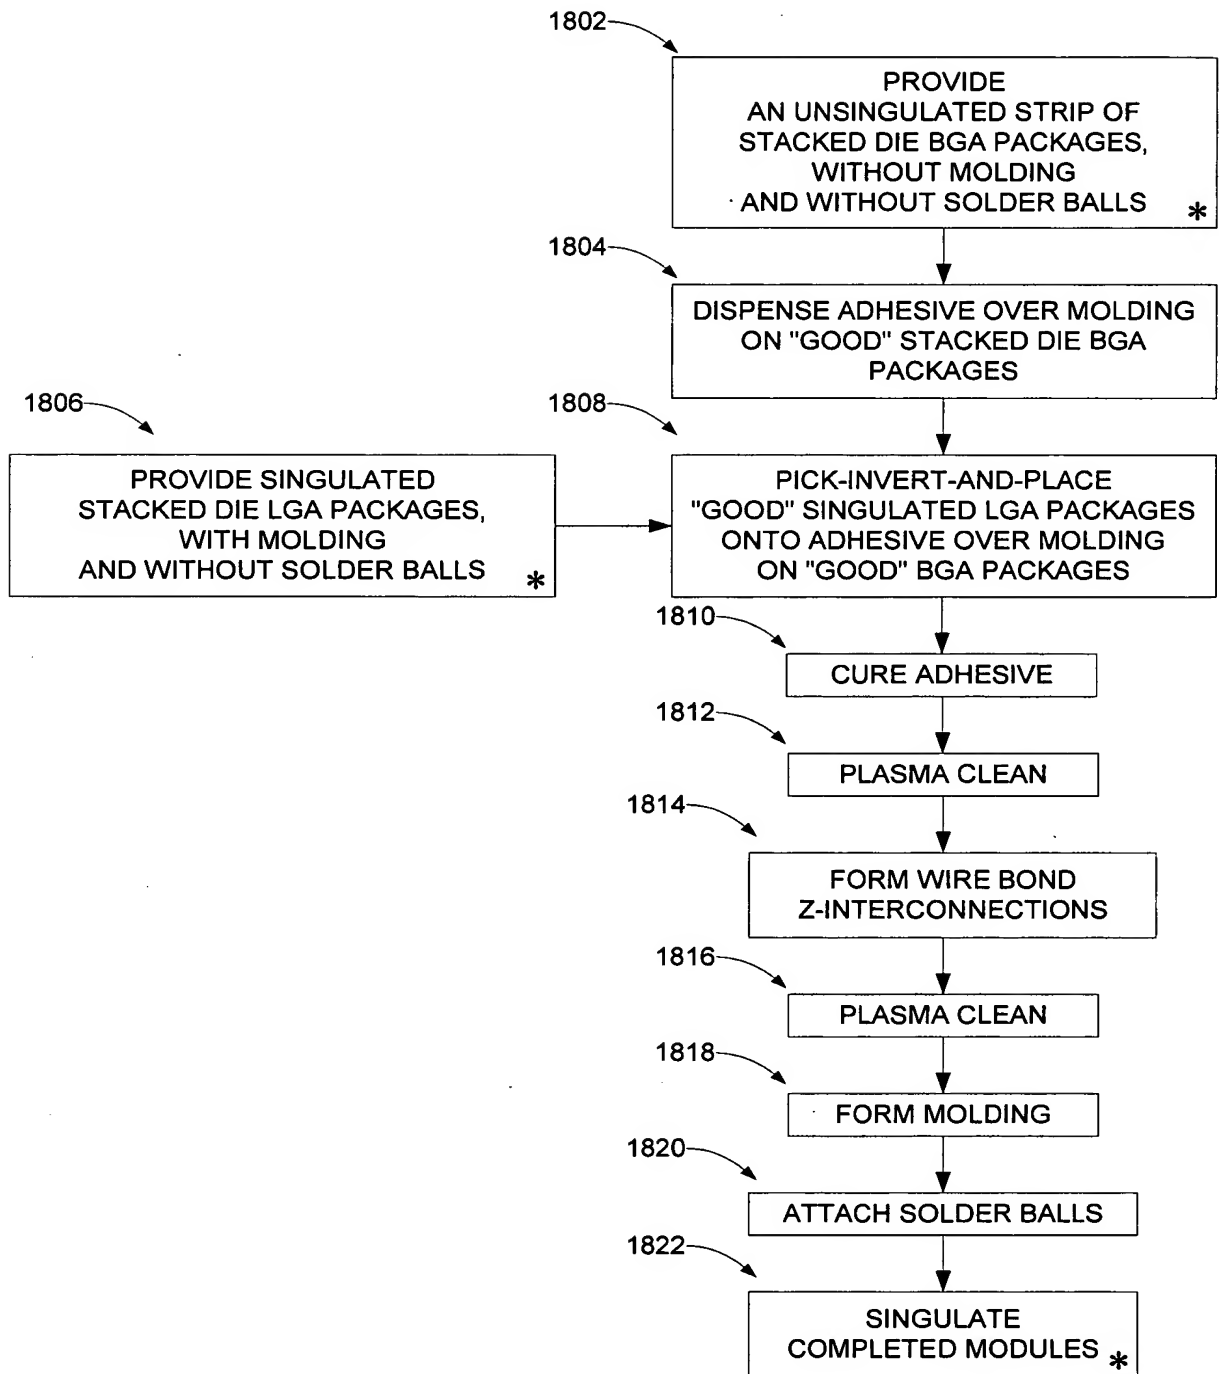 1802
PROVIDE
AN UNSINGULATED STRIP OF
STACKED DIE BGA PACKAGES,
WITHOUT MOLDING
AND WITHOUT SOLDER BALLS *
1804
DISPENSE ADHESIVE OVER MOLDING
ON "GOOD" STACKED DIE BGA
PACKAGES
1806
PROVIDE SINGULATED
STACKED DIE LGA PACKAGES,
WITH MOLDING
AND WITHOUT SOLDER BALLS *
1808
PICK-INVERT-AND-PLACE
"GOOD" SINGULATED LGA PACKAGES
ONTO ADHESIVE OVER MOLDING
ON "GOOD" BGA PACKAGES
1810
CURE ADHESIVE
1812
PLASMA CLEAN
1814
FORM WIRE BOND
Z-INTERCONNECTIONS
1816
PLASMA CLEAN
1818
FORM MOLDING
1820
ATTACH SOLDER BALLS
1822
SINGULATE
COMPLETED MODULES *